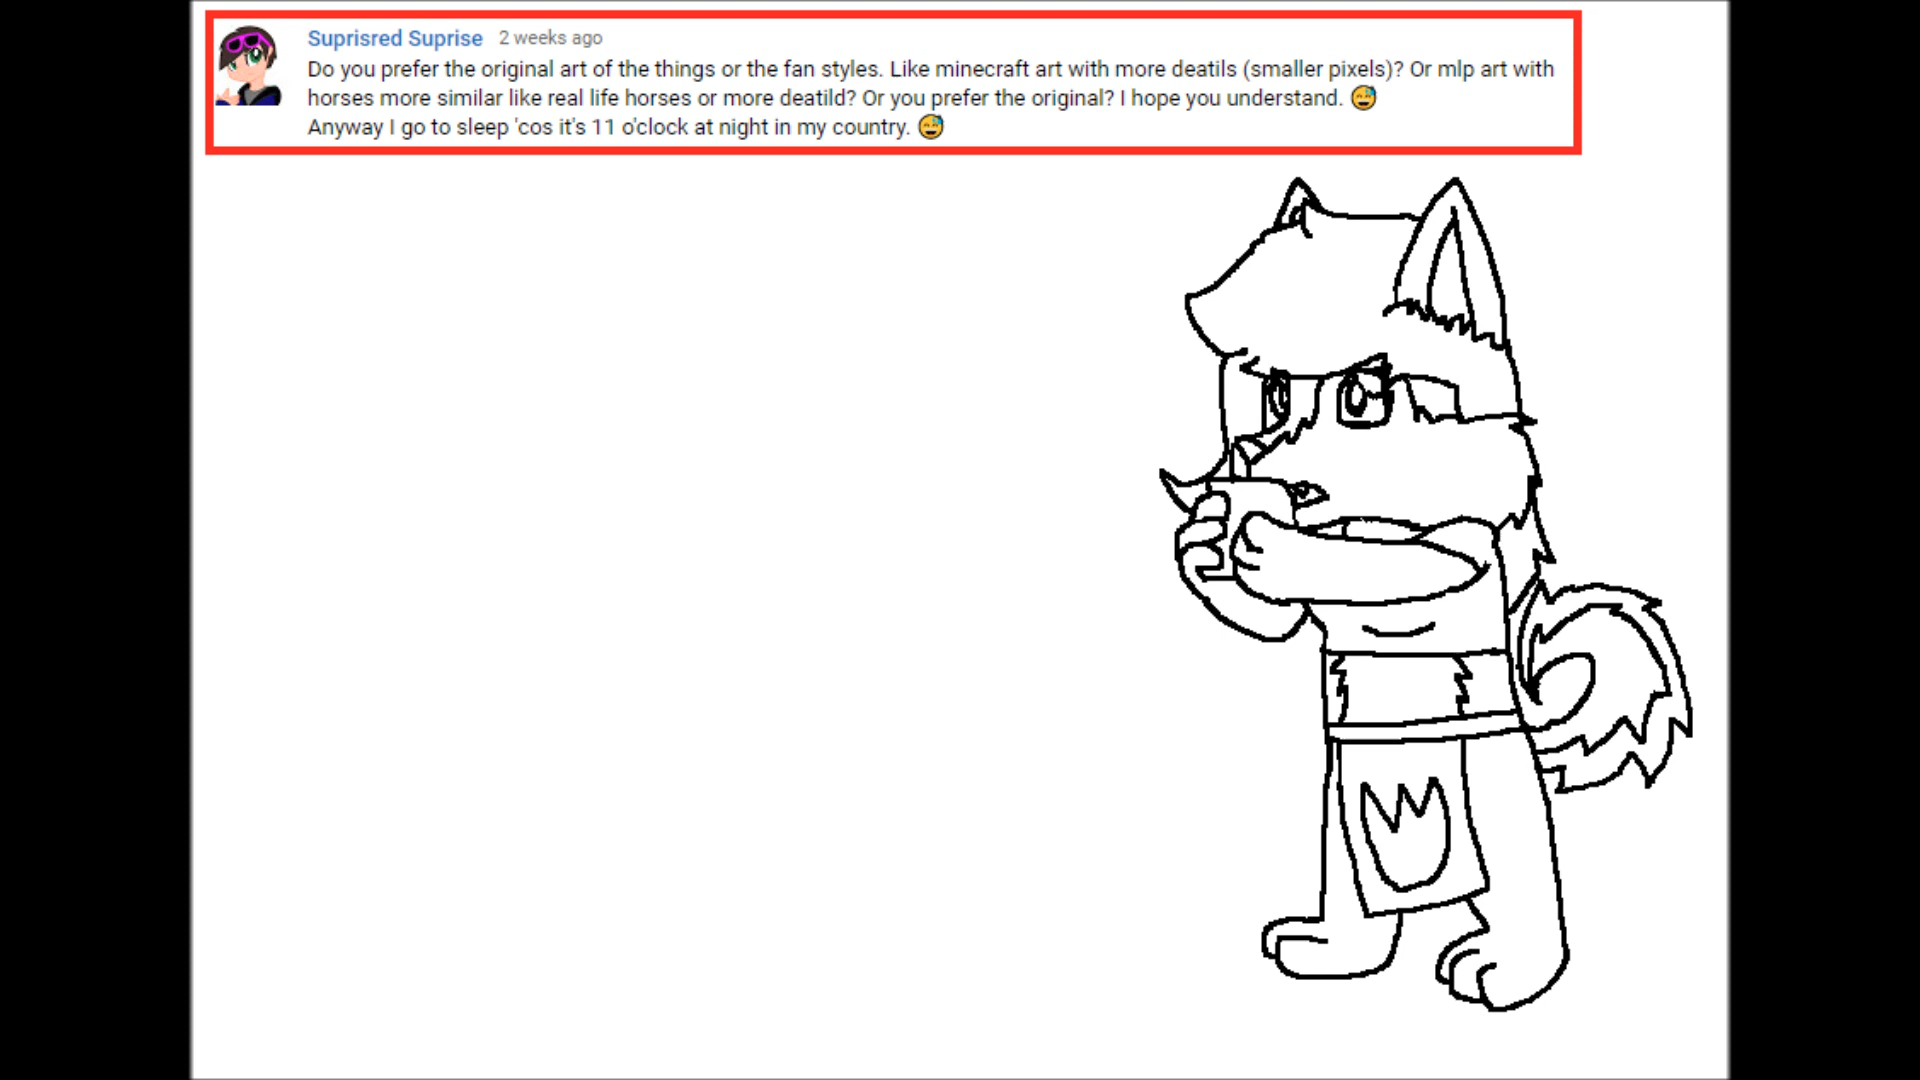 Suprisred Suprise 2 weeks ago
Do you prefer the original art of the things or the fan styles. Like minecraft art with more deatils (smaller pixels)? Or mlp art with
horses more similar like real life horses or more deatild? Or you prefer the original? I hope you understand. 😅
Anyway I go to sleep 'cos it's 11 o'clock at night in my country. 😅